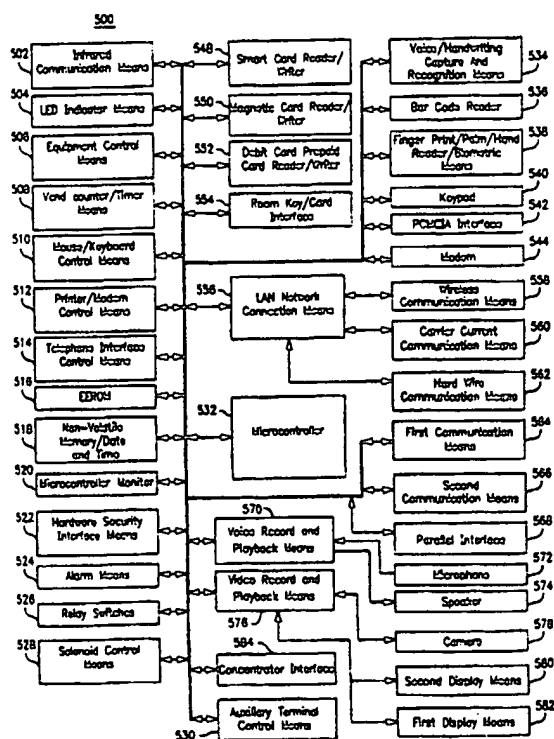 500
502
Infrared
Communication Means
504
LED Indicator Means
506
Equipment Control
Means
508
Vend counter/Timer
Means
510
Mouse/Keyboard
Control Means
512
Printer/Modem
Control Means
514
Telephone Interface
Control Means
516
EEROM
518
Non-Volatile
Memory/Date
and Time
520
Microcontroller Monitor
522
Hardware Security
Interface Means
524
Alarm Means
526
Relay Switches
528
Solenoid Control
Means
548
Smart Card Reader/
Writer
550
Magnetic Card Reader/
Writer
552
Debit Card Prepaid
Card Reader/Writer
554
Room Key/Card
Interface
556
LAN Network
Connection Means
532
Microcontroller
570
Voice Record and
Playback Means
Video Record and
Playback Means
576
584
Concentrator Interface
Auxiliary Terminal
Control Means
530
Voice/Handwriting
Capture And
Recognition Means
534
Bar Code Reader
536
Finger Print/Palm/Hand
Reader/Biometric
Means
538
540
Keypad
542
PCMCIA Interface
544
Modem
558
Wireless
Communication Means
Carrier Current
Communication Means
560
562
Hard Wire
Communication Means
First Communication
Means
564
Second
Communication Means
566
Parallel Interface
568
Microphone
572
Speaker
574
Camera
578
Second Display Means
580
First Display Means
582